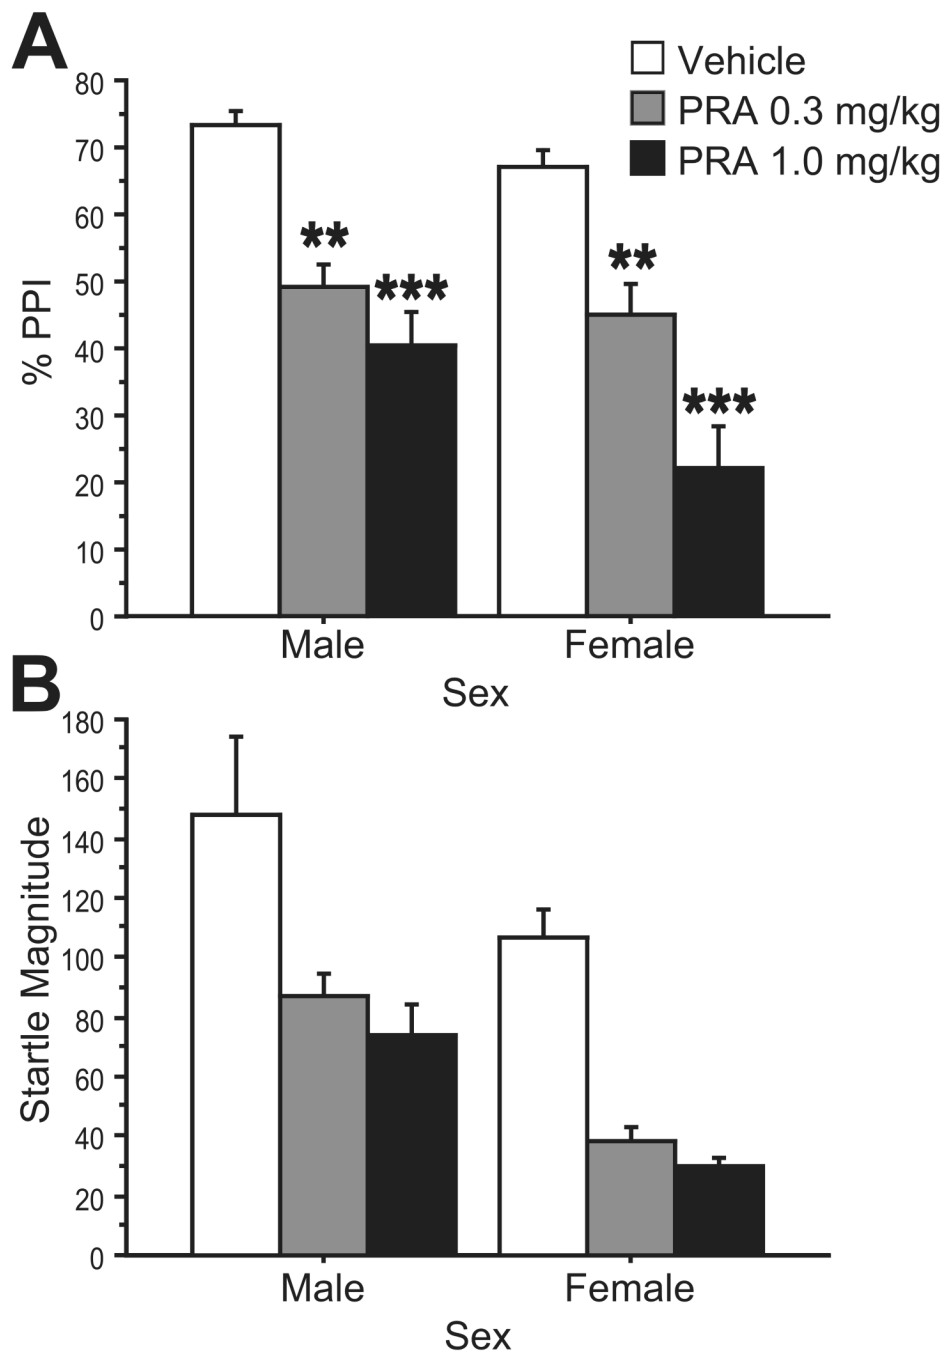 A
Vehicle
PRA 0.3 mg/kg
PRA 1.0 mg/kg
% PPI
80
70
60
50
40
30
20
10
0
**
***
**
***
Male
Female
Sex
B
Startle Magnitude
180
160
140
120
100
80
60
40
20
0
Male
Female
Sex